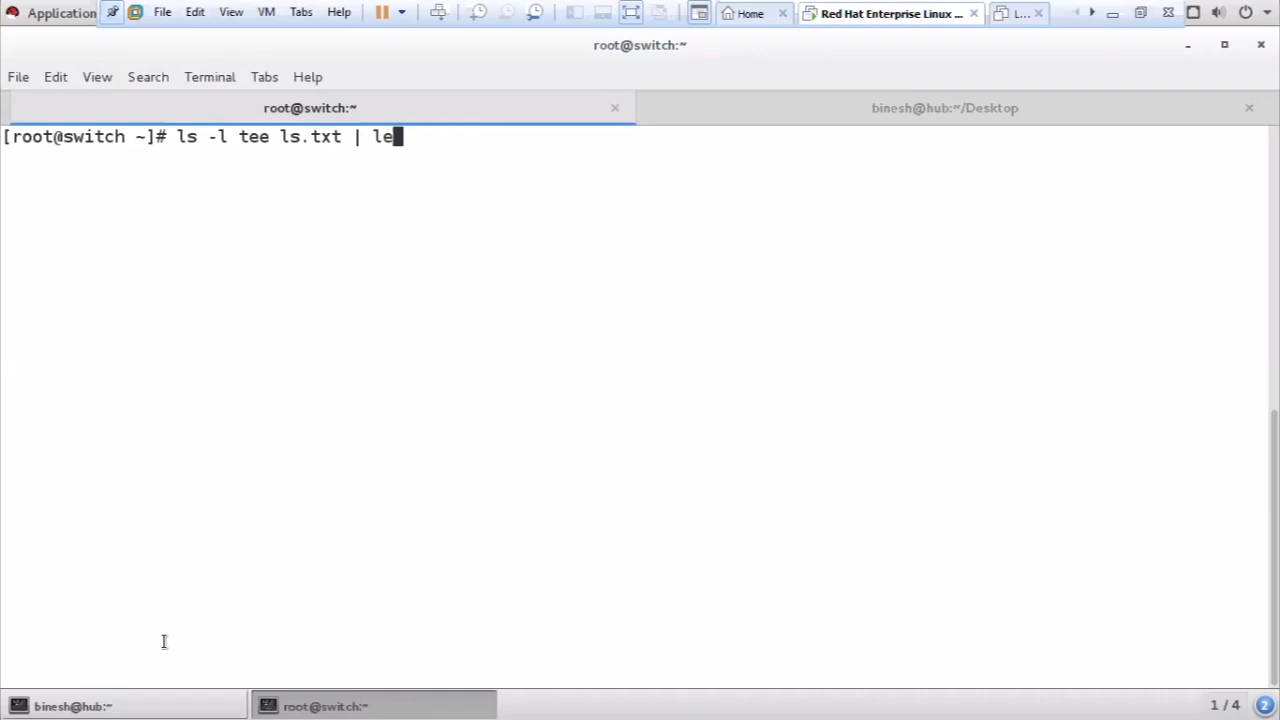 Application File Edit View VM Tabs Help Home Red Hat Enterprise Linux ... L...
root@switch:~
File Edit View Search Terminal Tabs Help
root@switch:~ binesh@hub:~/Desktop
[root@switch ~]# ls -l tee ls.txt | le
binesh@hub:~ root@switch:~ 1 / 4 2